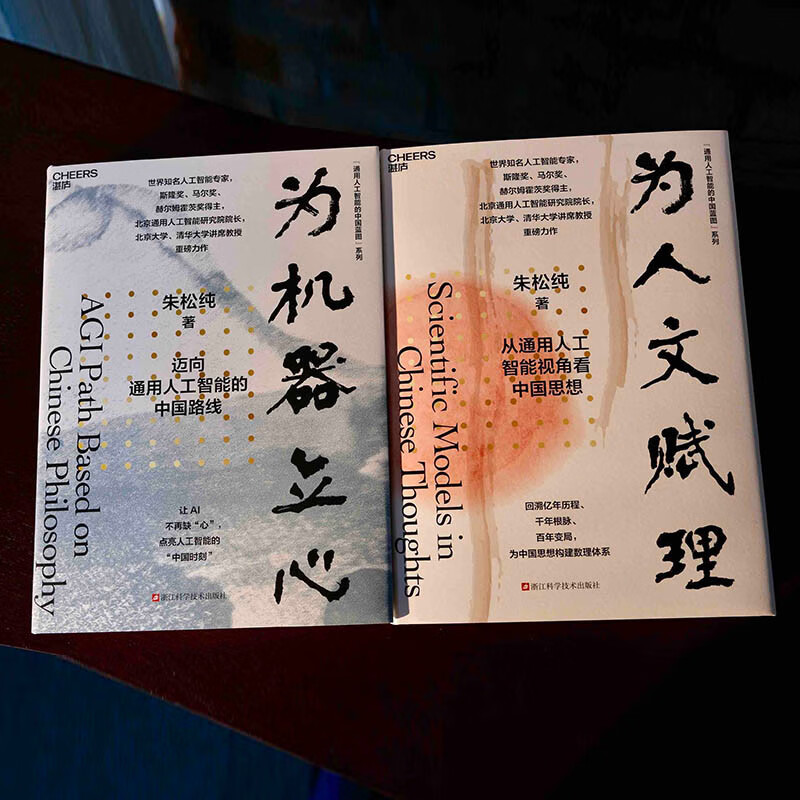 CHEERS
湛庐
世界知名人工智能专家，
斯隆奖、马尔奖、
赫尔姆霍茨奖得主，
北京通用人工智能研究院院长，
北京大学、清华大学讲席教授
重磅力作
「通用人工智能的中国蓝图」系列
为机器立心
朱松纯
著
迈向
通用人工智能的
中国路线
AGI Path Based on
Chinese Philosophy
让 AI
不再缺“心”，
点亮人工智能的
“中国时刻”
浙江科学技术出版社
CHEERS
湛庐
世界知名人工智能专家，
斯隆奖、马尔奖、
赫尔姆霍茨奖得主，
北京通用人工智能研究院院长，
北京大学、清华大学讲席教授
重磅力作
「通用人工智能的中国蓝图」系列
为人文赋理
朱松纯
著
从通用人工
智能视角看
中国思想
Scientific Models in
Chinese Thoughts
回溯亿年历程、
千年根脉、
百年变局，
为中国思想构建数理体系
浙江科学技术出版社